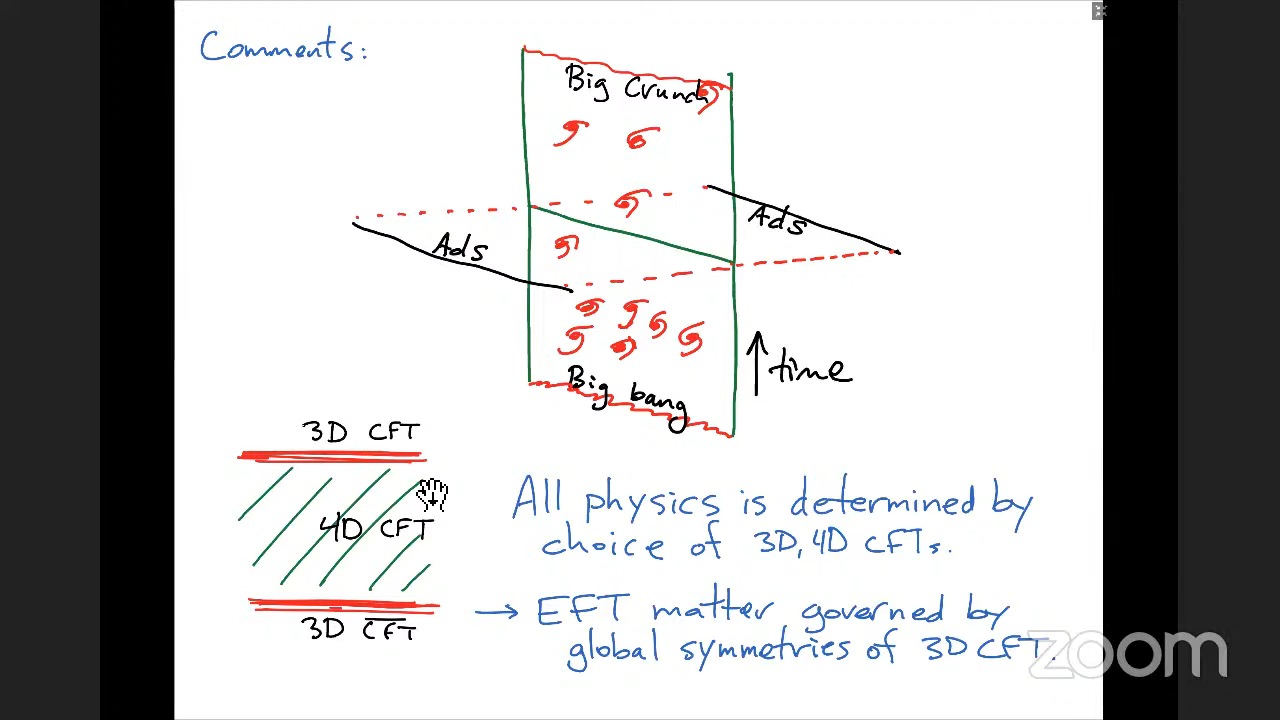 Comments:
Big Crunch
Ads
Ads
Big bang
time
3D CFT
4D CFT
3D C̅F̅T̅
All physics is determined by
choice of 3D, 4D CFTs.
→ EFT matter governed by
global symmetries of 3D CFT.
zoom